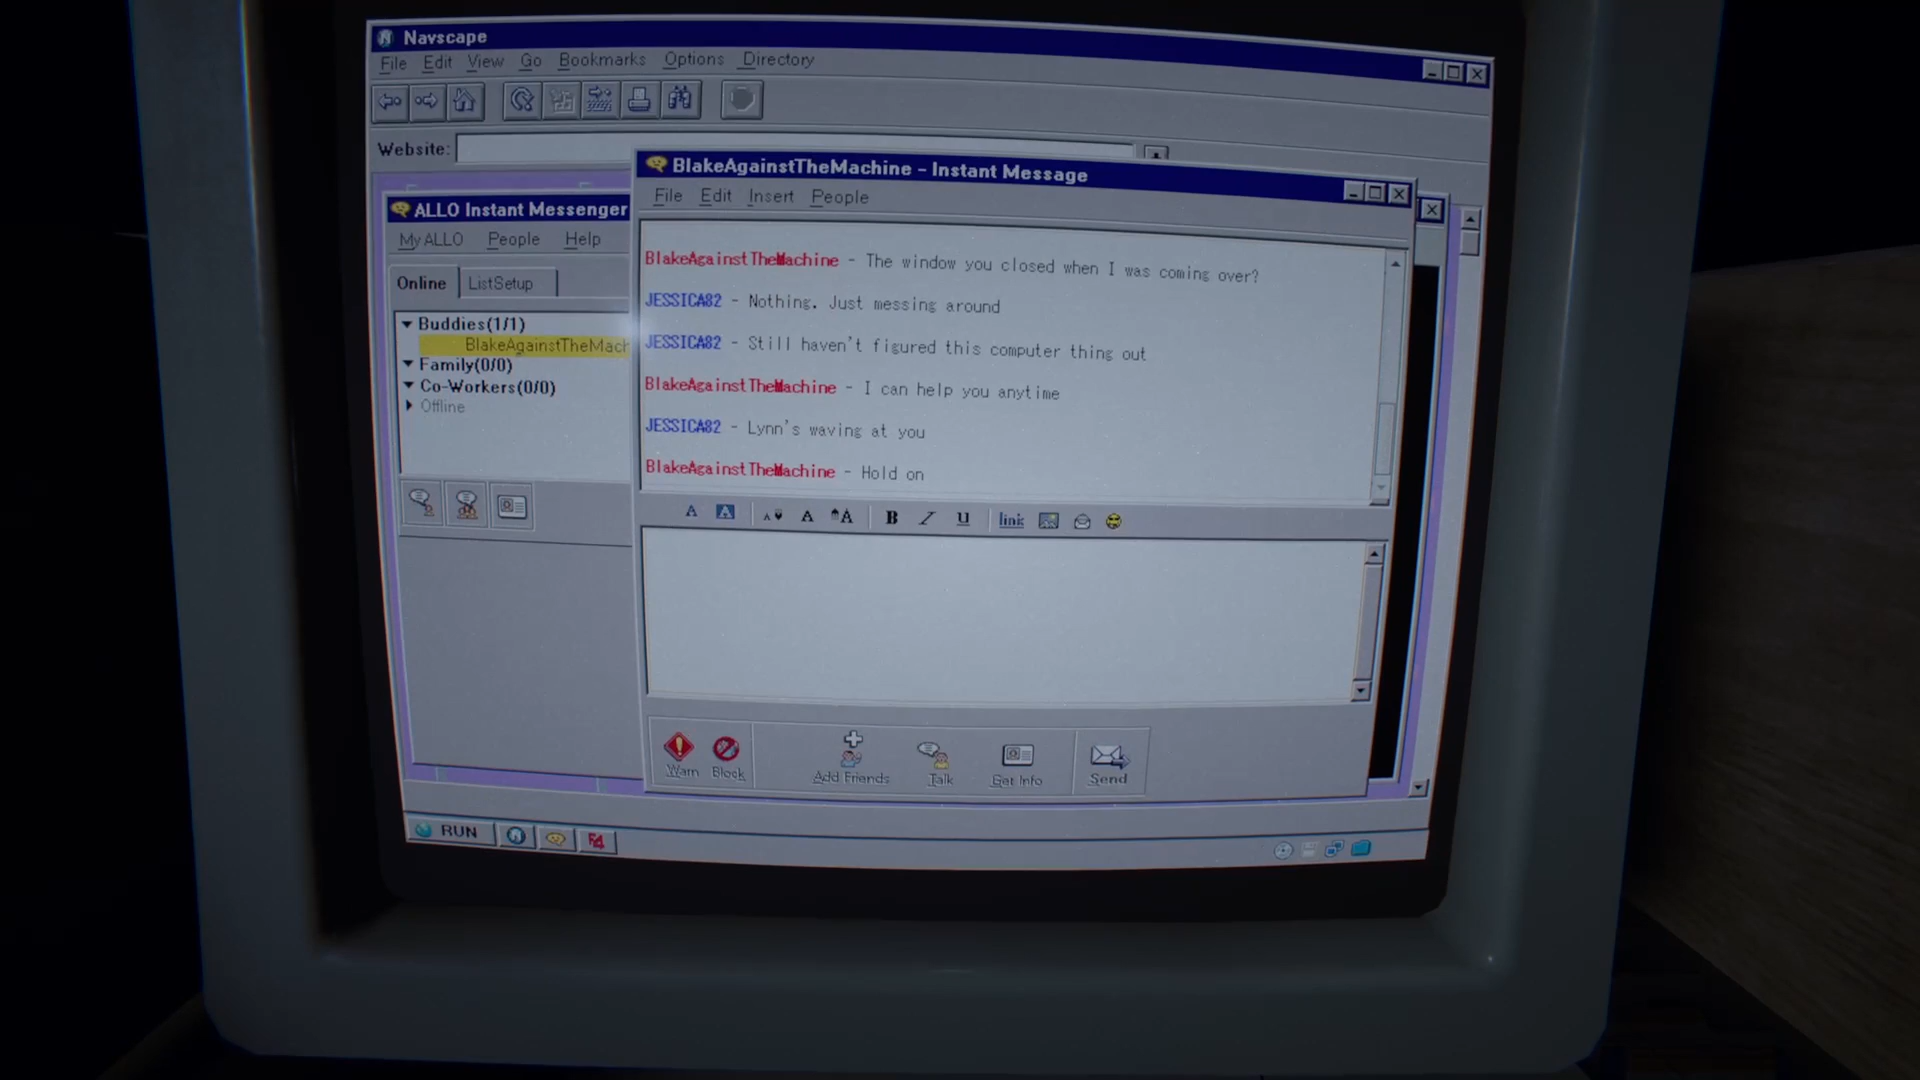 Navscape
File Edit View Go Bookmarks Options Directory
Website:
BlakeAgainstTheMachine - Instant Message
File Edit Insert People
ALLO Instant Messenger
My ALLO People Help
Online ListSetup
Buddies(1/1)
BlakeAgainstTheMach
Family(0/0)
Co-Workers(0/0)
Offline
BlakeAgainstTheMachine - The window you closed when I was coming over?
JESSICA82 - Nothing. Just messing around
JESSICA82 - Still haven't figured this computer thing out
BlakeAgainstTheMachine - I can help you anytime
JESSICA82 - Lynn's waving at you
BlakeAgainstTheMachine - Hold on
A A A A A B I U link
Warn Block Add Friends Talk Get Info Send
RUN